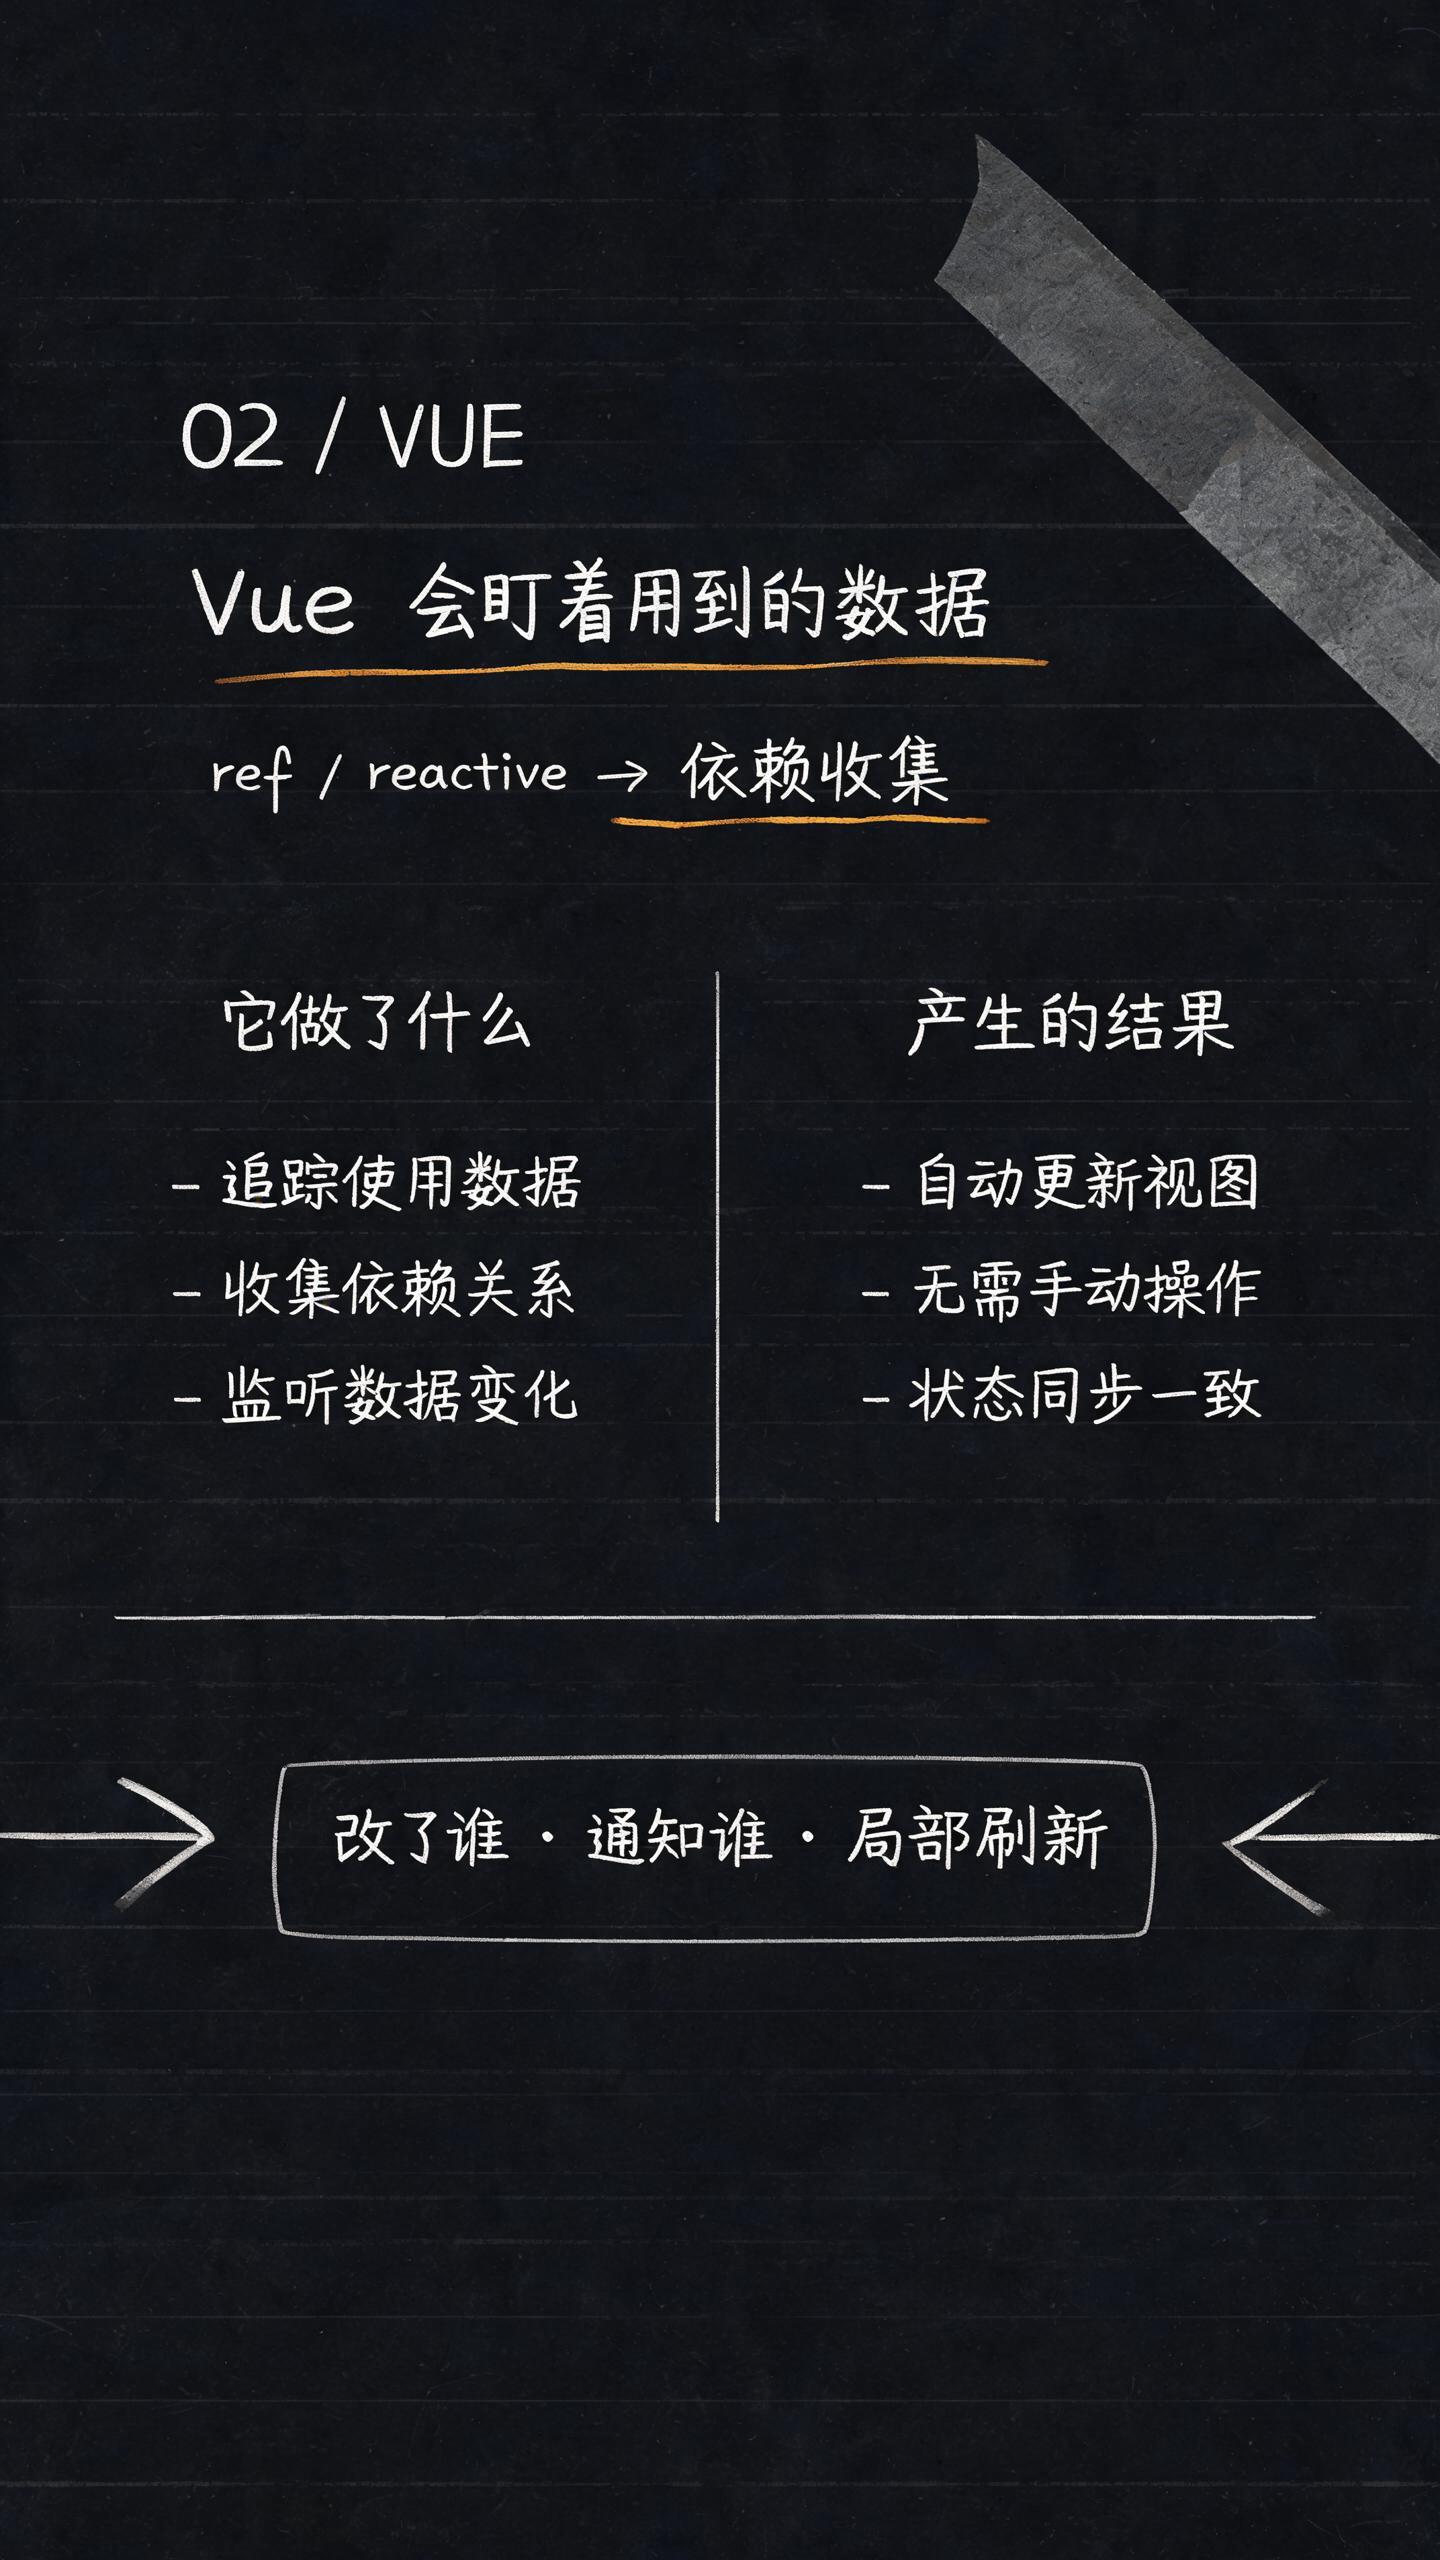 02 / VUE
Vue 会盯着用到的数据
ref / reactive → 依赖收集
它做了什么
- 追踪使用数据
- 收集依赖关系
- 监听数据变化
产生的结果
- 自动更新视图
- 无需手动操作
- 状态同步一致
改了谁 · 通知谁 · 局部刷新